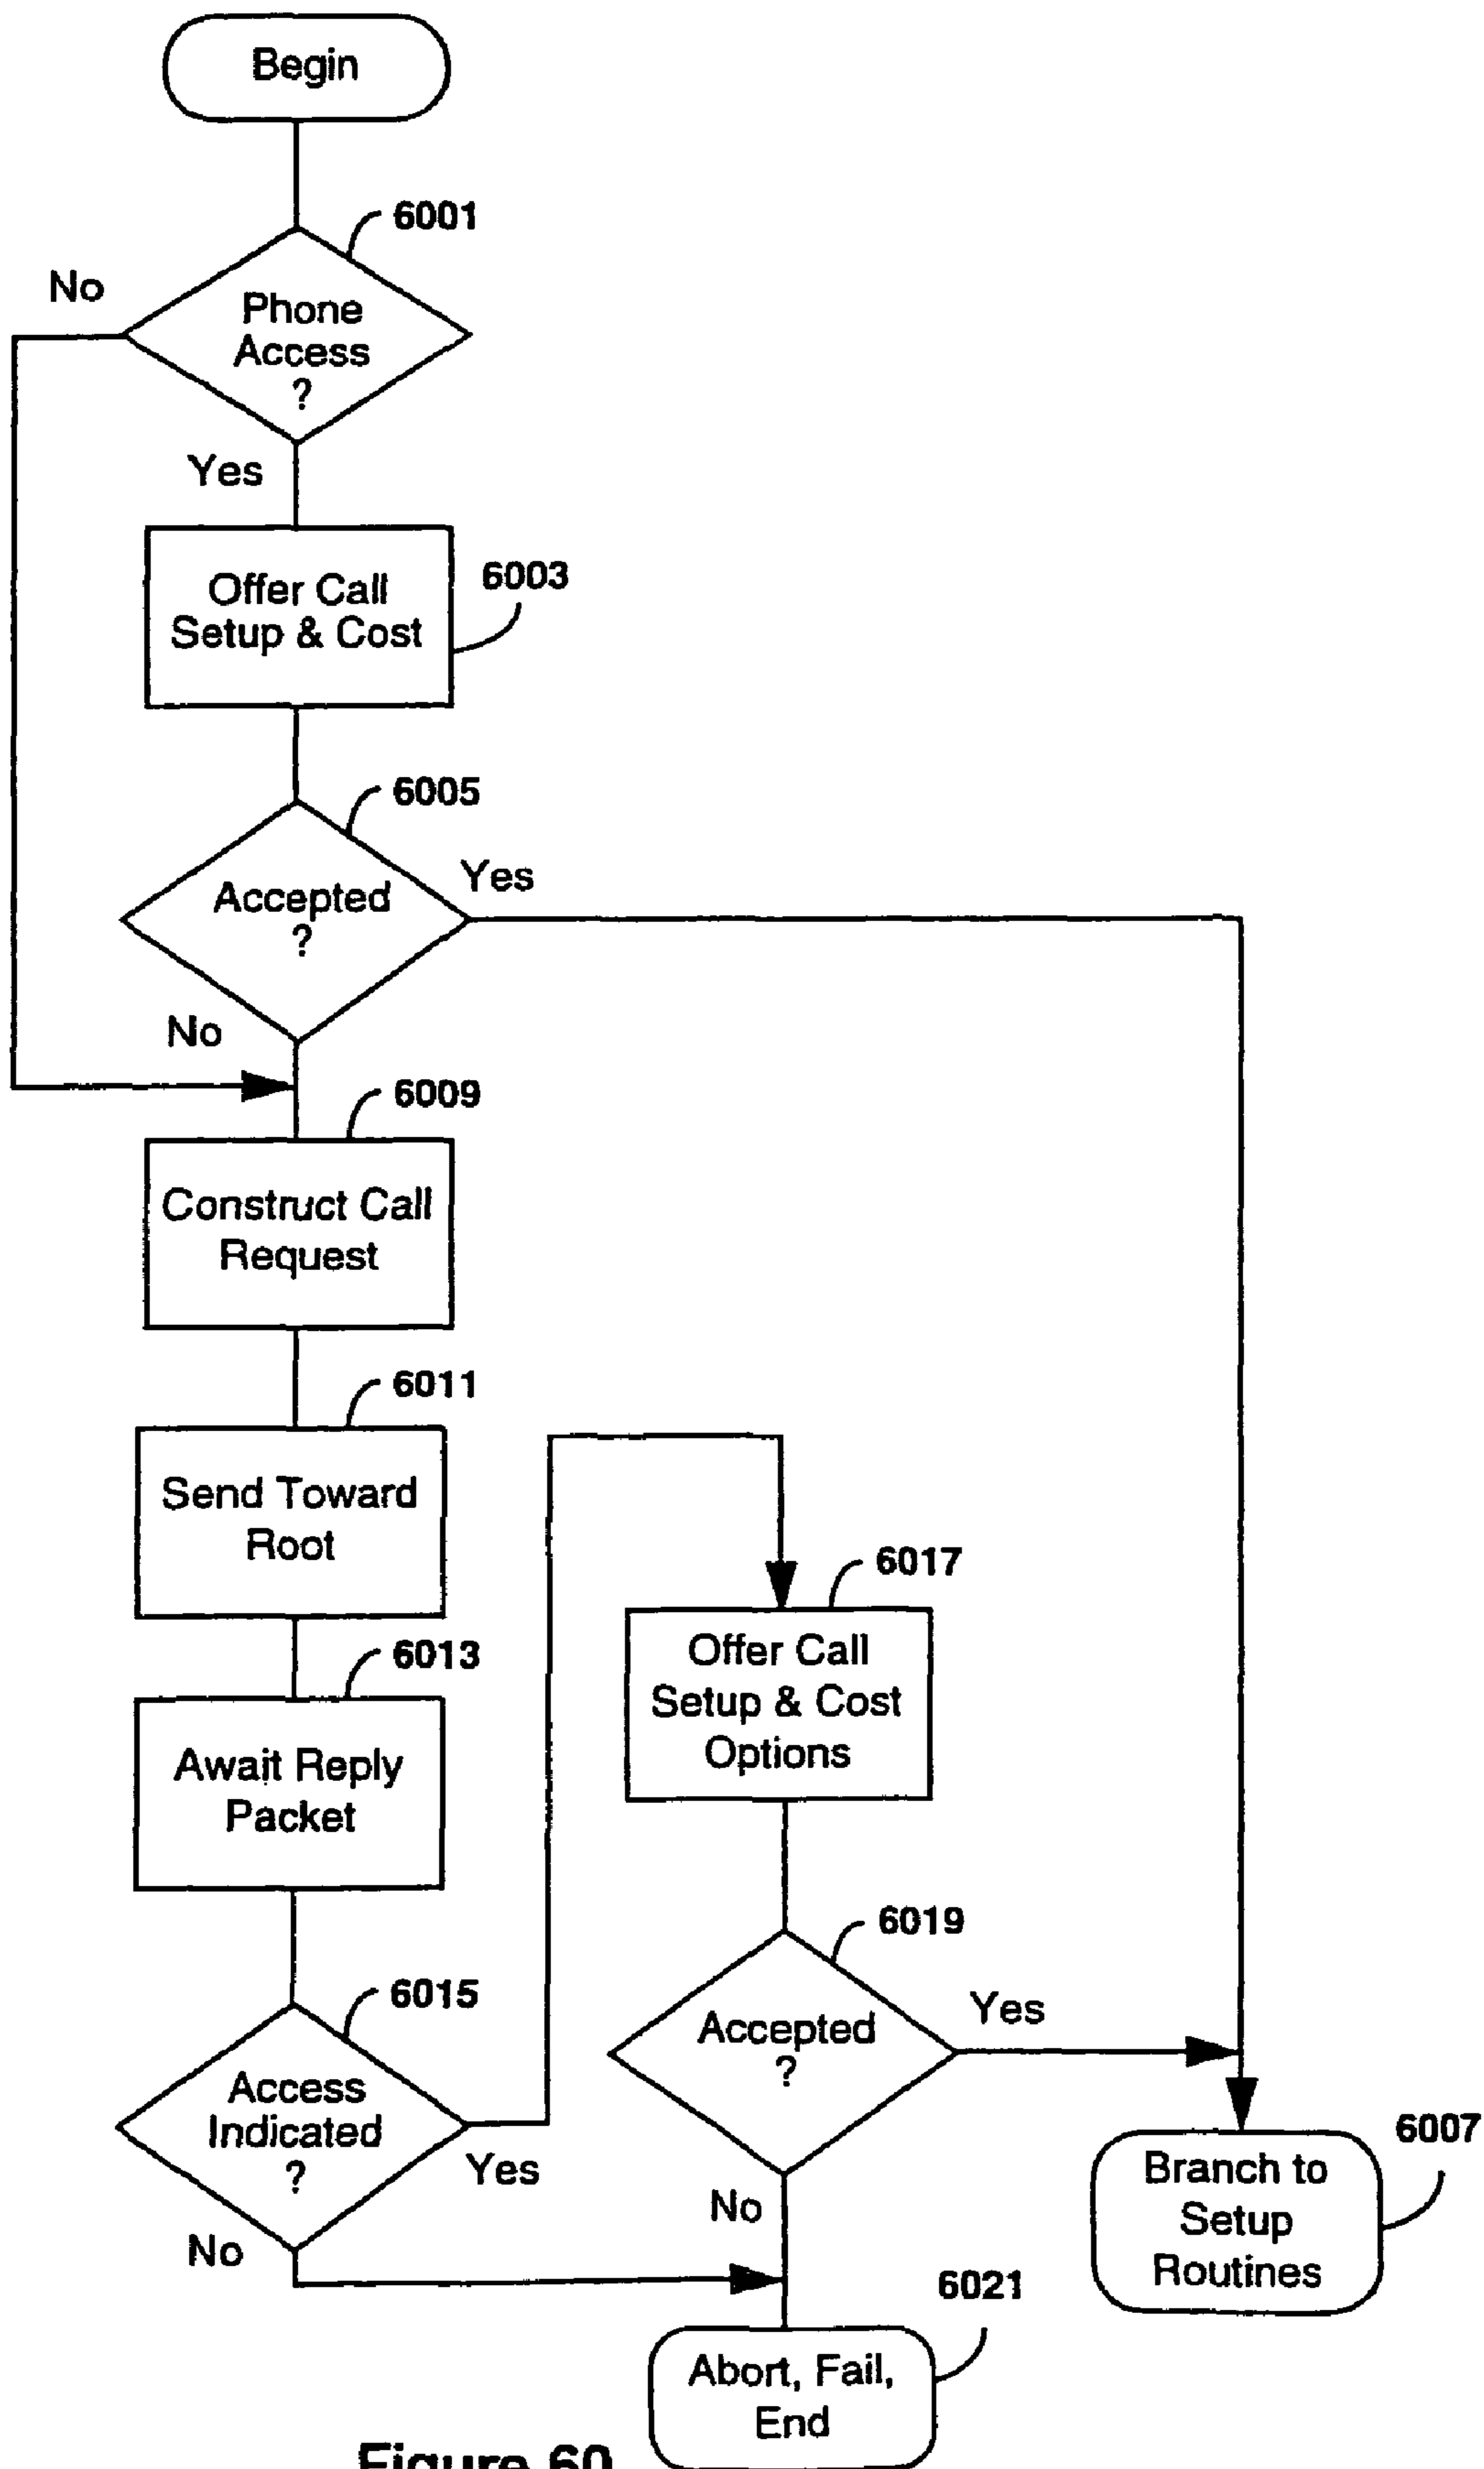 Begin
6001
No
Phone
Access
?
Yes
Offer Call
Setup & Cost
6003
6005
Accepted
?
Yes
No
6009
Construct Call
Request
6011
Send Toward
Root
6013
Await Reply
Packet
6015
Access
Indicated
?
Yes
No
6017
Offer Call
Setup & Cost
Options
6019
Accepted
?
Yes
No
6007
Branch to
Setup
Routines
6021
Abort, Fail,
End
Figure 60